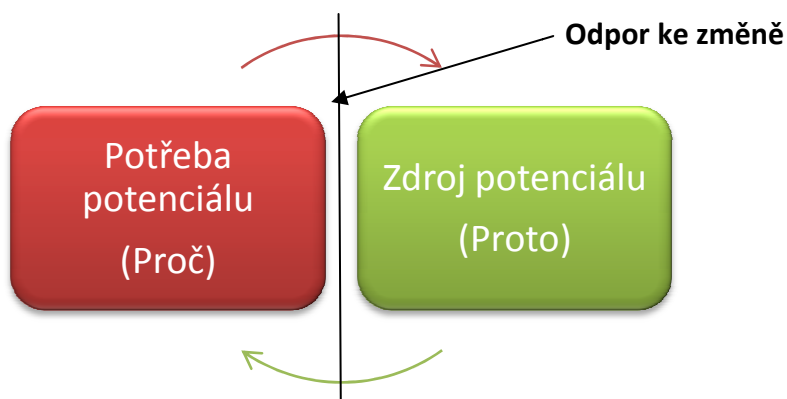 Odpor ke změně
Potřeba
potenciálu
(Proč)
Zdroj potenciálu
(Proto)